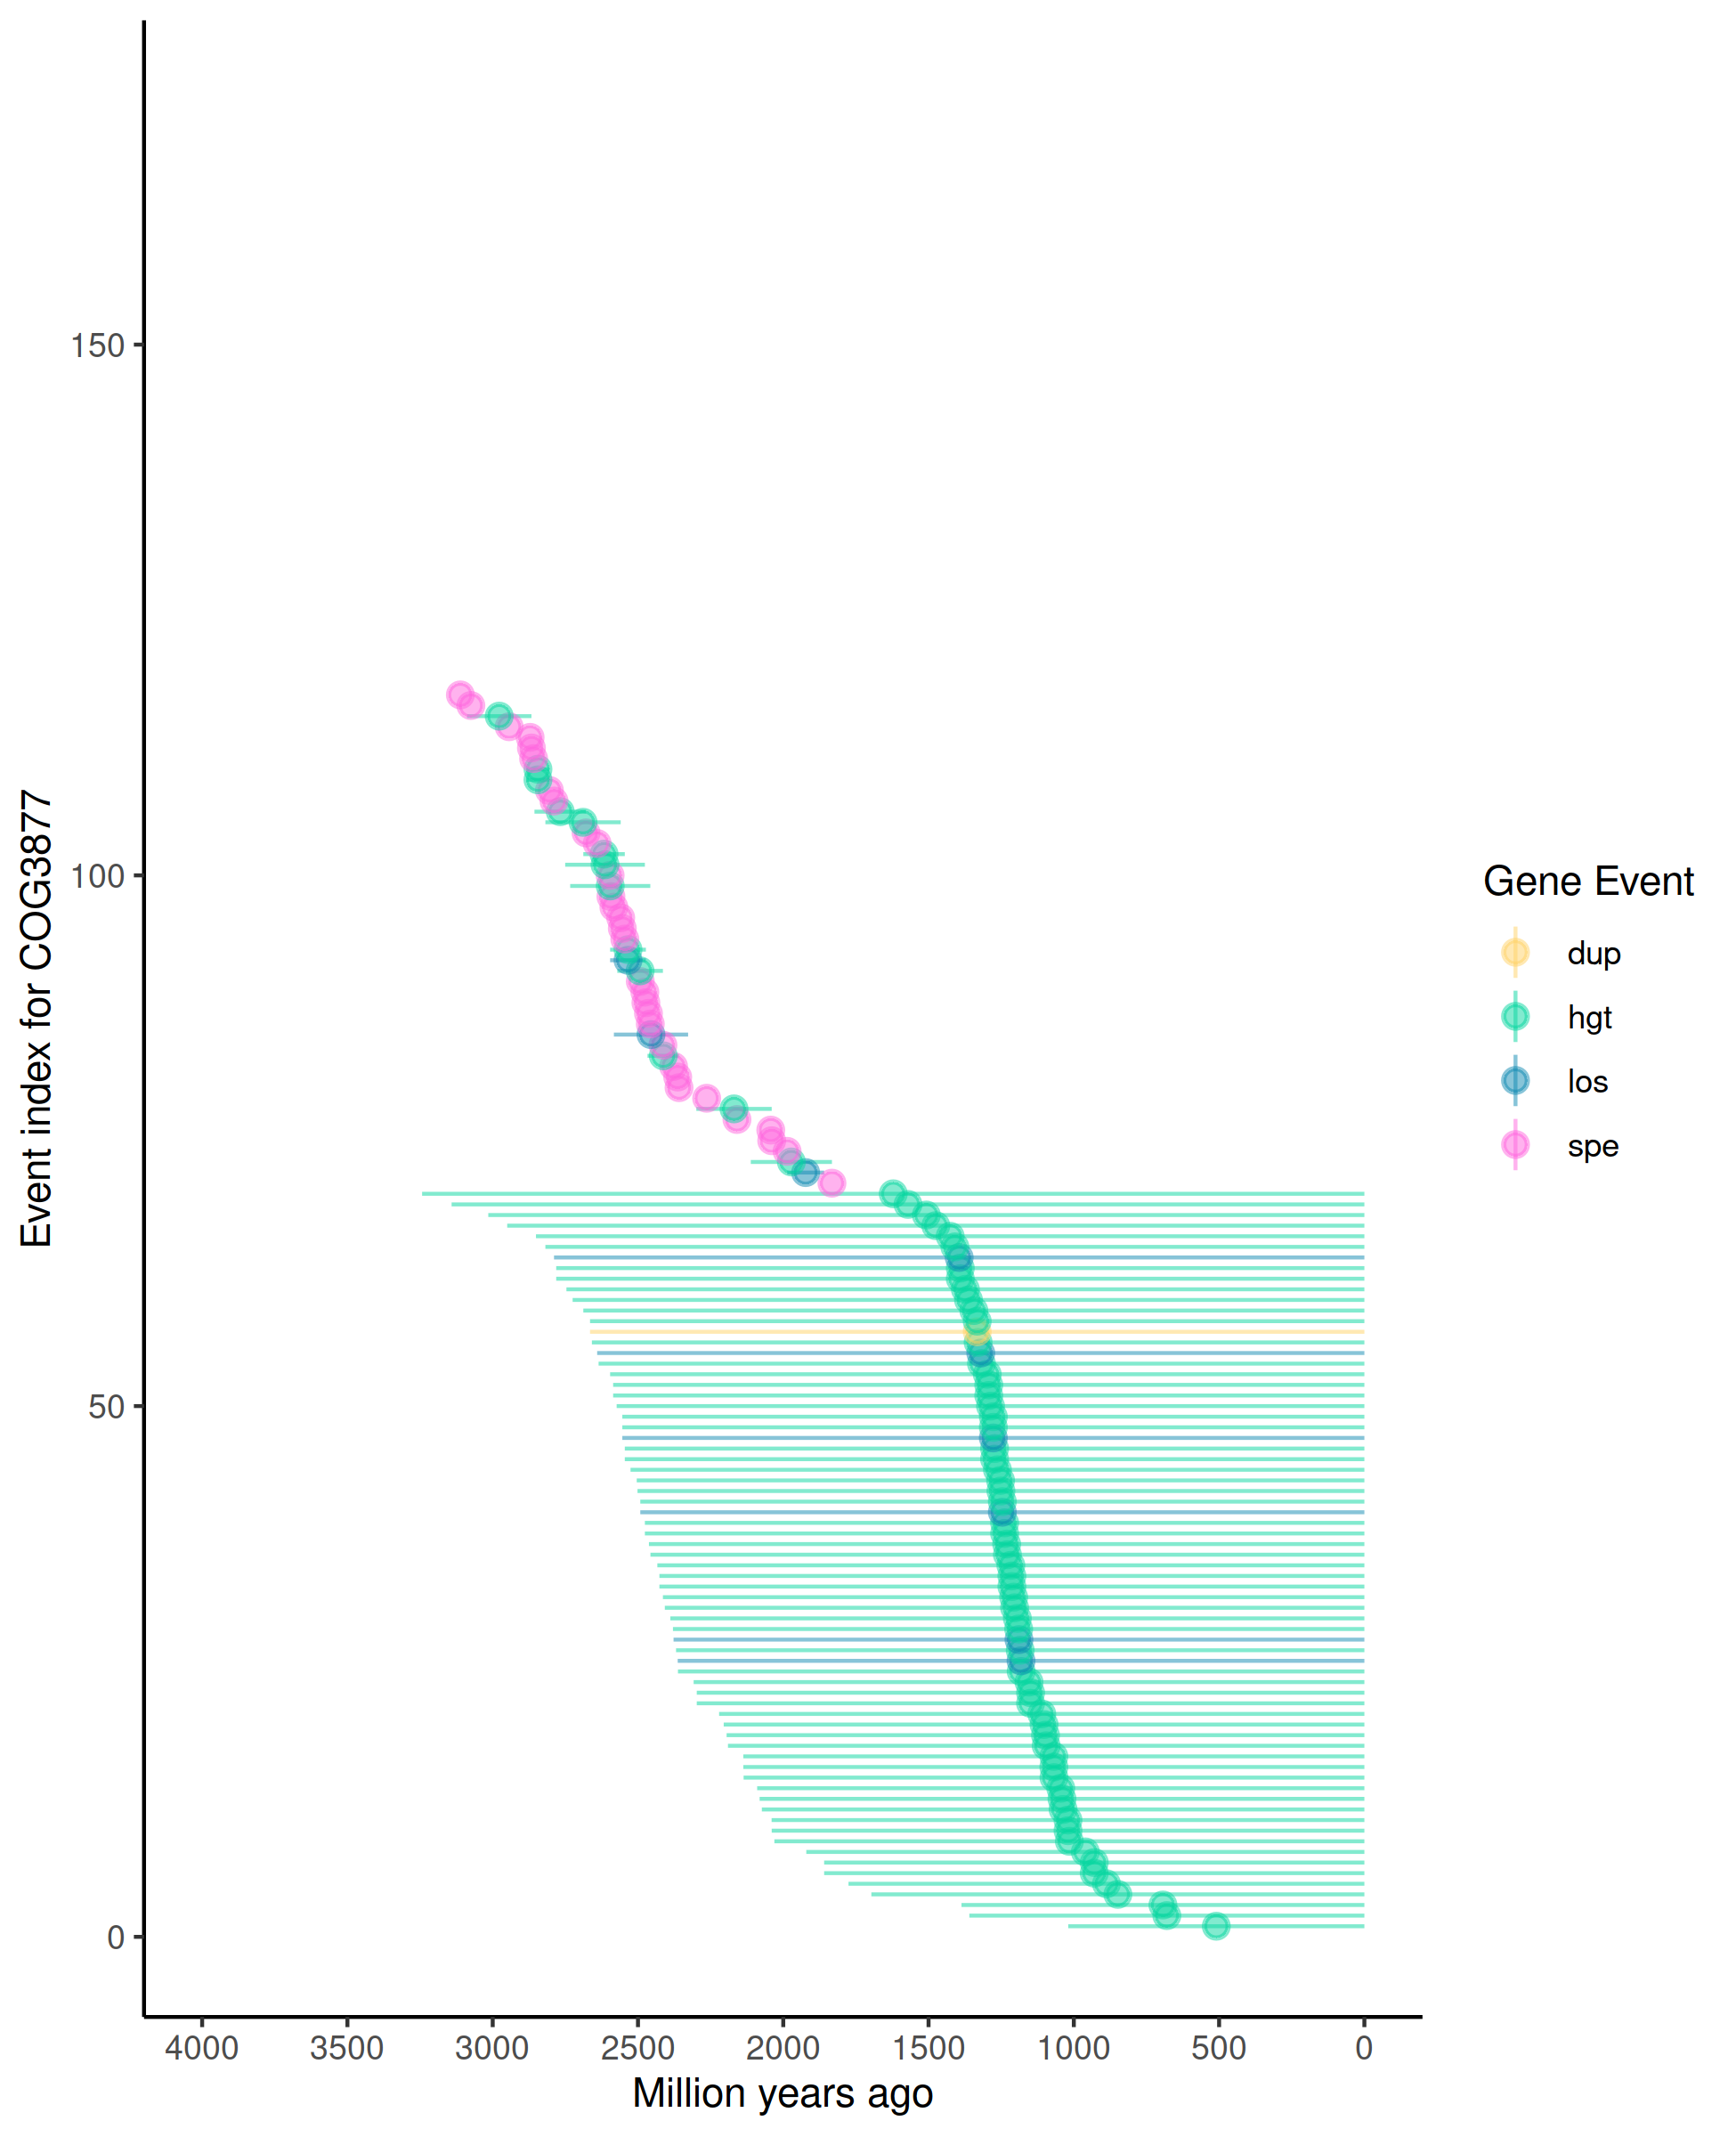 150
100
50
0
Event index for COG3877
4000 3500 3000 2500 2000 1500 1000 500 0
Million years ago
Gene Event
dup
hgt
los
spe